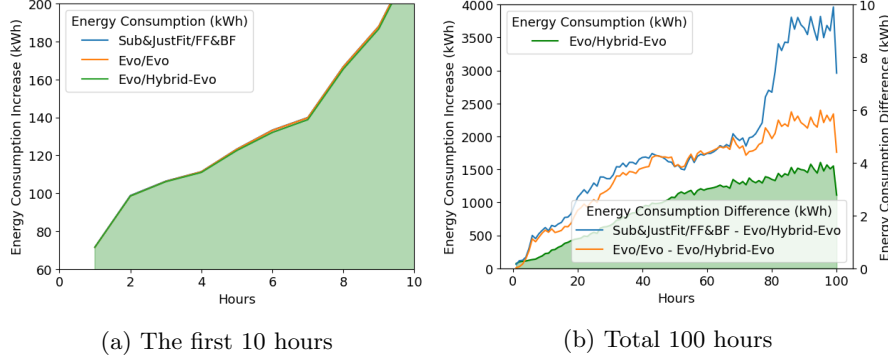 Energy Consumption Increase (kWh)
200
180
160
140
120
100
80
60
Energy Consumption (kWh)
Sub&JustFit/FF&BF
Evo/Evo
Evo/Hybrid-Evo
0 2 4 6 8 10
Hours
(a) The first 10 hours
Energy Consumption Increase (kWh)
4000
3500
3000
2500
2000
1500
1000
500
0
Energy Consumption (kWh)
Evo/Hybrid-Evo
Energy Consumption Difference (kWh)
Sub&JustFit/FF&BF - Evo/Hybrid-Evo
Evo/Evo - Evo/Hybrid-Evo
0 20 40 60 80 100
Hours
10
8
6
4
2
0
Energy Consumption Difference (kWh)
(b) Total 100 hours